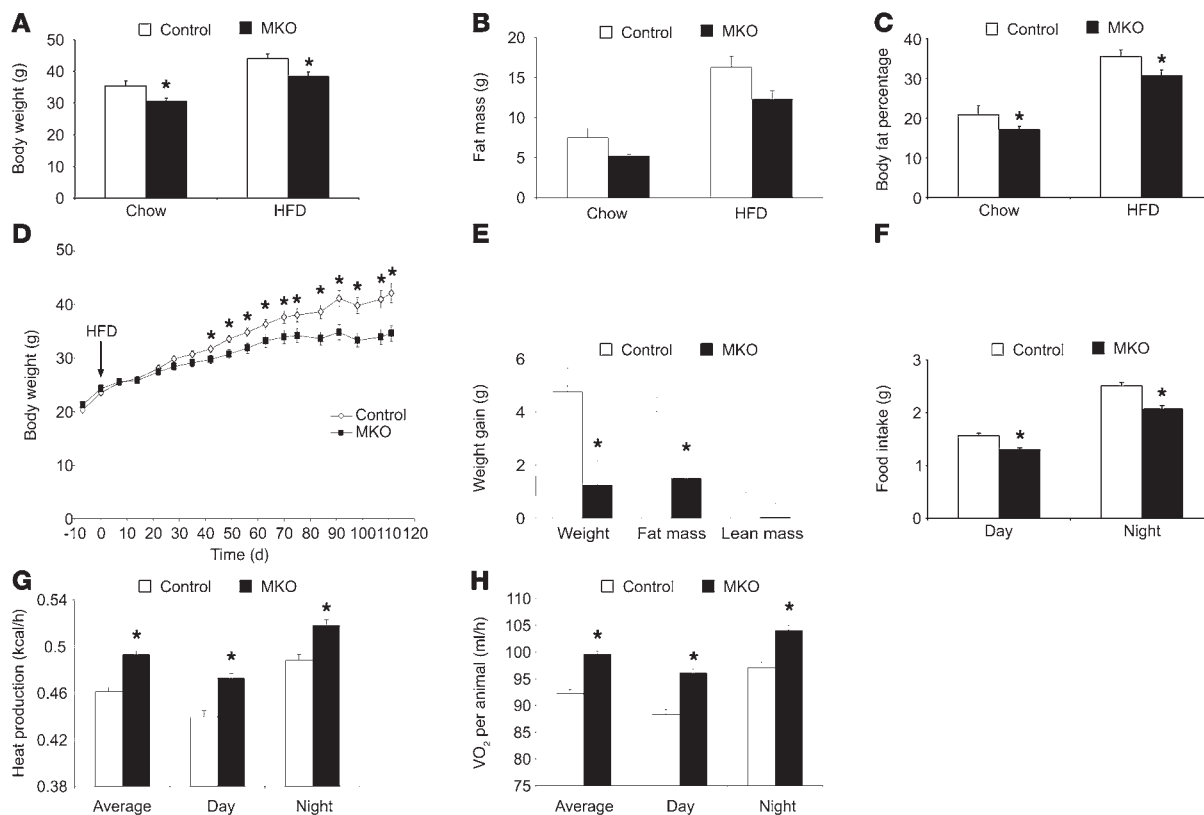 A
Control MKO
Body weight (g)
50
40
30
20
10
0
*
*
Chow HFD
B
Control MKO
Fat mass (g)
20
15
10
5
0
Chow HFD
C
Control MKO
Body fat percentage
40
30
20
10
0
*
*
Chow HFD
D
Body weight (g)
50
40
30
20
10
0
HFD
* * * * * * * * * * *
Control
MKO
-10 0 10 20 30 40 50 60 70 80 90 100 110 120
Time (d)
E
Control MKO
Weight gain (g)
6
4
2
0
* *
Weight Fat mass Lean mass
F
Control MKO
Food intake (g)
3
2
1
0
*
*
Day Night
G
Control MKO
Heat production (kcal/h)
0.54
0.5
0.46
0.42
0.38
*
*
*
Average Day Night
H
Control MKO
VO2 per animal (ml/h)
110
105
100
95
90
85
80
75
*
*
*
Average Day Night